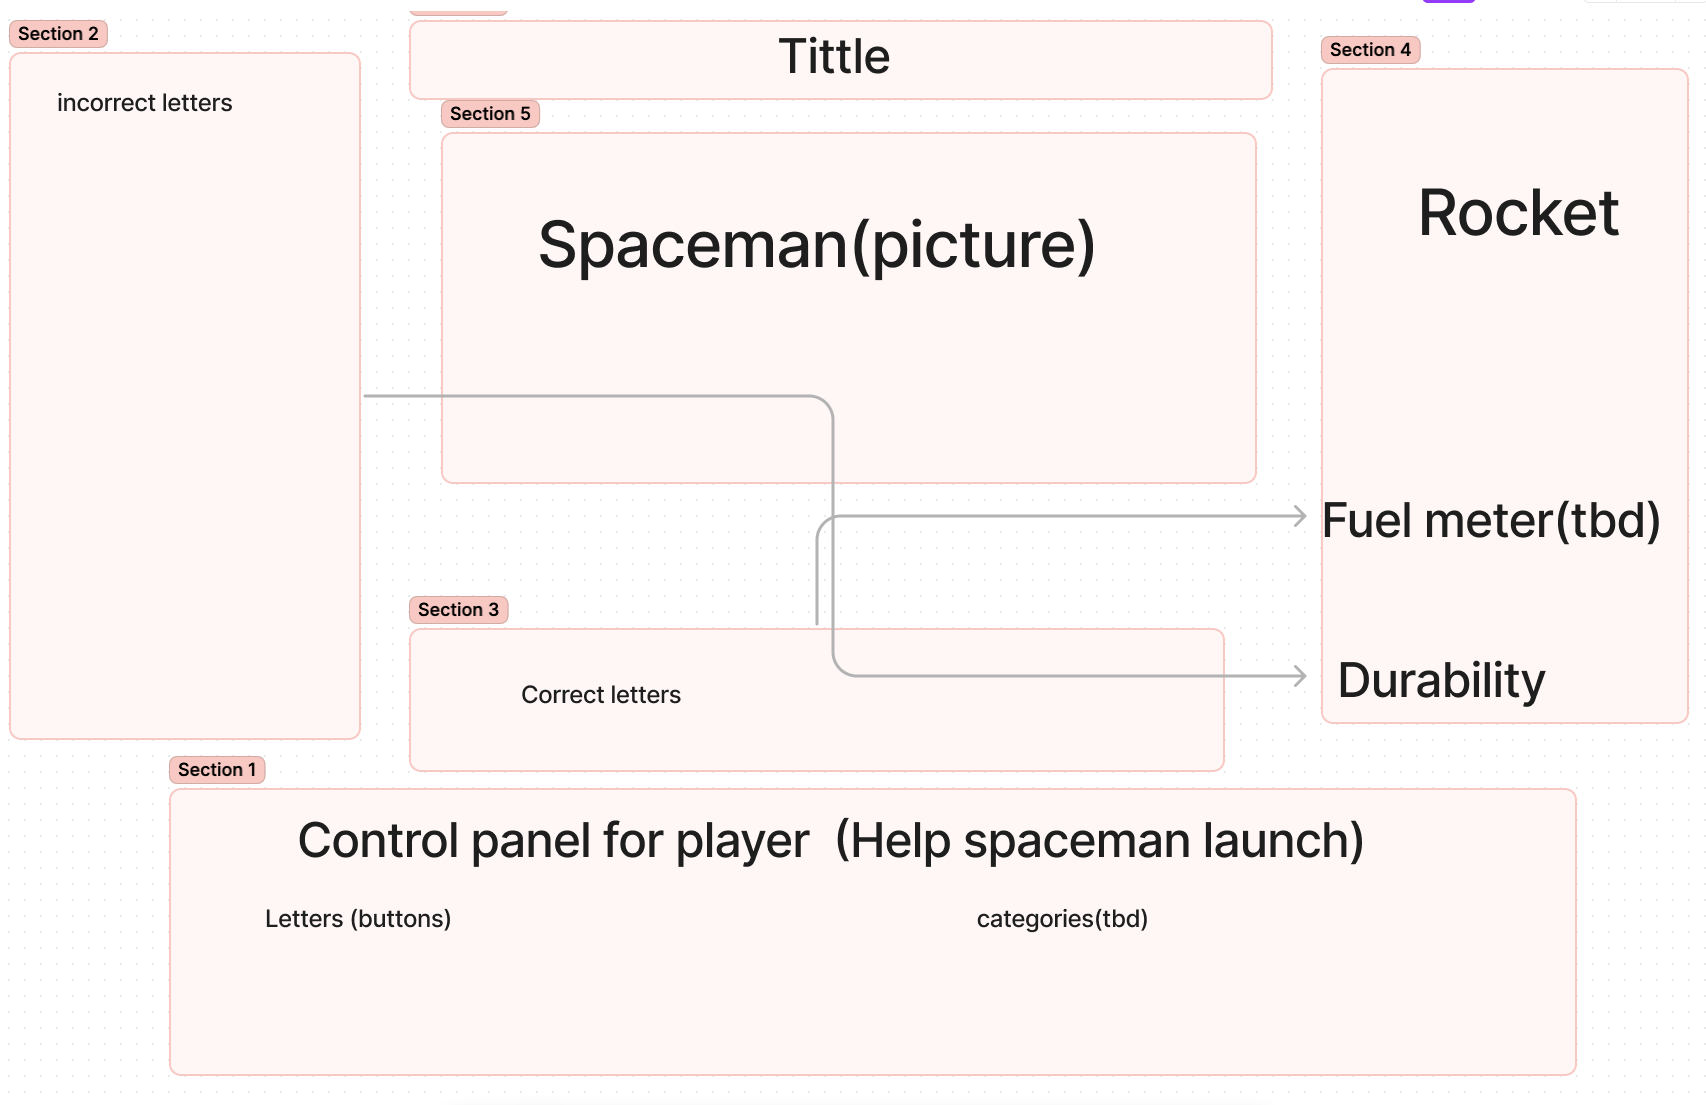 Section 2
incorrect letters
Tittle
Section 5
Spaceman(picture)
Section 4
Rocket
Fuel meter(tbd)
Durability
Section 3
Correct letters
Section 1
Control panel for player (Help spaceman launch)
Letters (buttons)
categories(tbd)